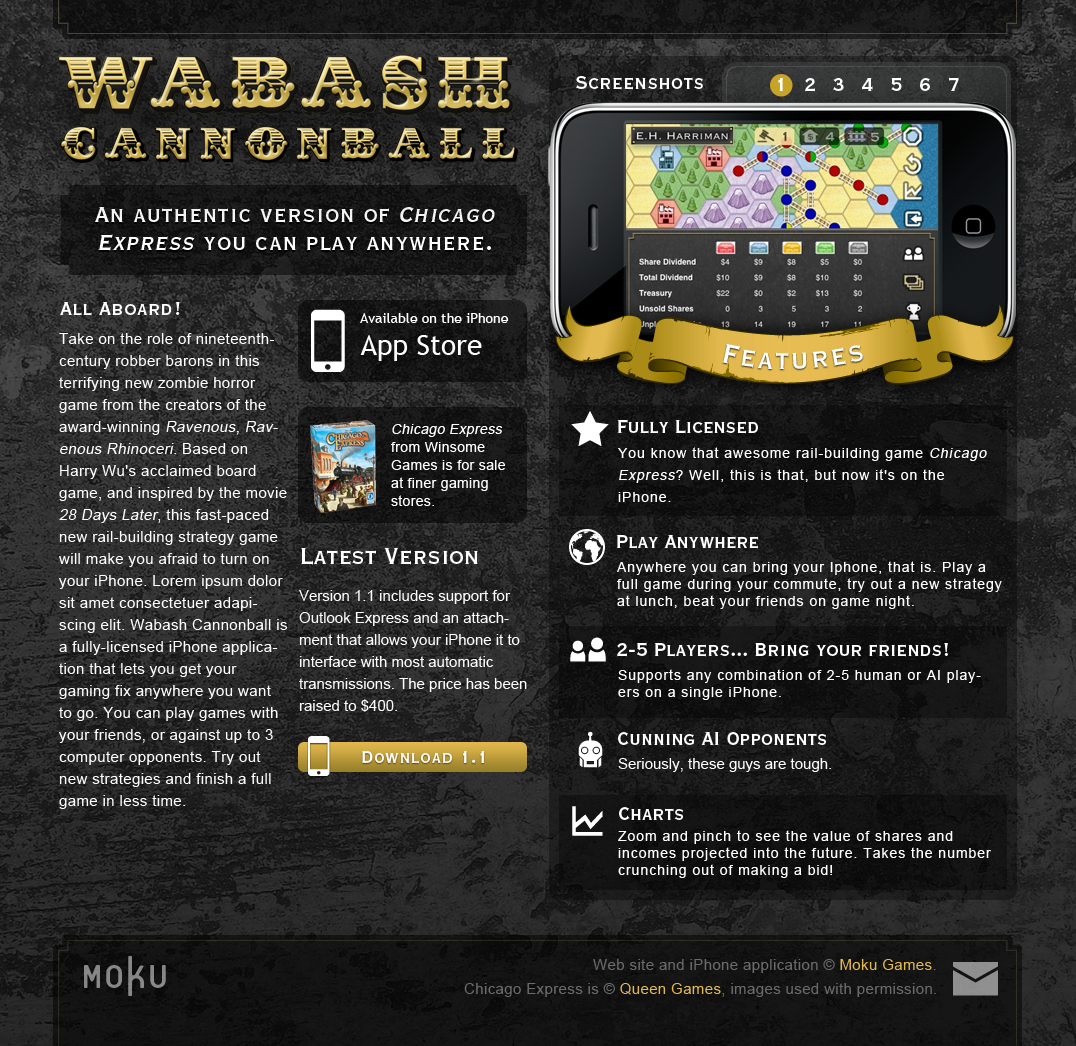 WABASH
CANNONBALL
An authentic version of Chicago
Express you can play anywhere.
All Aboard!
Take on the role of nineteenth-
century robber barons in this
terrifying new zombie horror
game from the creators of the
award-winning Ravenous, Rav-
enous Rhinoceri. Based on
Harry Wu's acclaimed board
game, and inspired by the movie
28 Days Later, this fast-paced
new rail-building strategy game
will make you afraid to turn on
your iPhone. Lorem ipsum dolor
sit amet consectetuer adapi-
scing elit. Wabash Cannonball is
a fully-licensed iPhone applica-
tion that lets you get your
gaming fix anywhere you want
to go. You can play games with
your friends, or against up to 3
computer opponents. Try out
new strategies and finish a full
game in less time.
Available on the iPhone
App Store
Chicago Express
Chicago Express
from Winsome
Games is for sale
at finer gaming
stores.
Latest Version
Version 1.1 includes support for
Outlook Express and an attach-
ment that allows your iPhone it to
interface with most automatic
transmissions. The price has been
raised to $400.
Download 1.1
Screenshots 1 2 3 4 5 6 7
E.H. Harriman 1 4 5
Share Dividend $4 $9 $8 $5 $0
Total Dividend $10 $9 $8 $10 $0
Treasury $22 $0 $2 $13 $0
Unsold Shares 0 3 5 3 2
13 14 19 17 11
Features
Fully Licensed
You know that awesome rail-building game Chicago
Express? Well, this is that, but now it's on the
iPhone.
Play Anywhere
Anywhere you can bring your Iphone, that is. Play a
full game during your commute, try out a new strategy
at lunch, beat your friends on game night.
2-5 Players... Bring your friends!
Supports any combination of 2-5 human or AI play-
ers on a single iPhone.
Cunning AI Opponents
Seriously, these guys are tough.
Charts
Zoom and pinch to see the value of shares and
incomes projected into the future. Takes the number
crunching out of making a bid!
MOKU
Web site and iPhone application © Moku Games.
Chicago Express is © Queen Games, images used with permission.